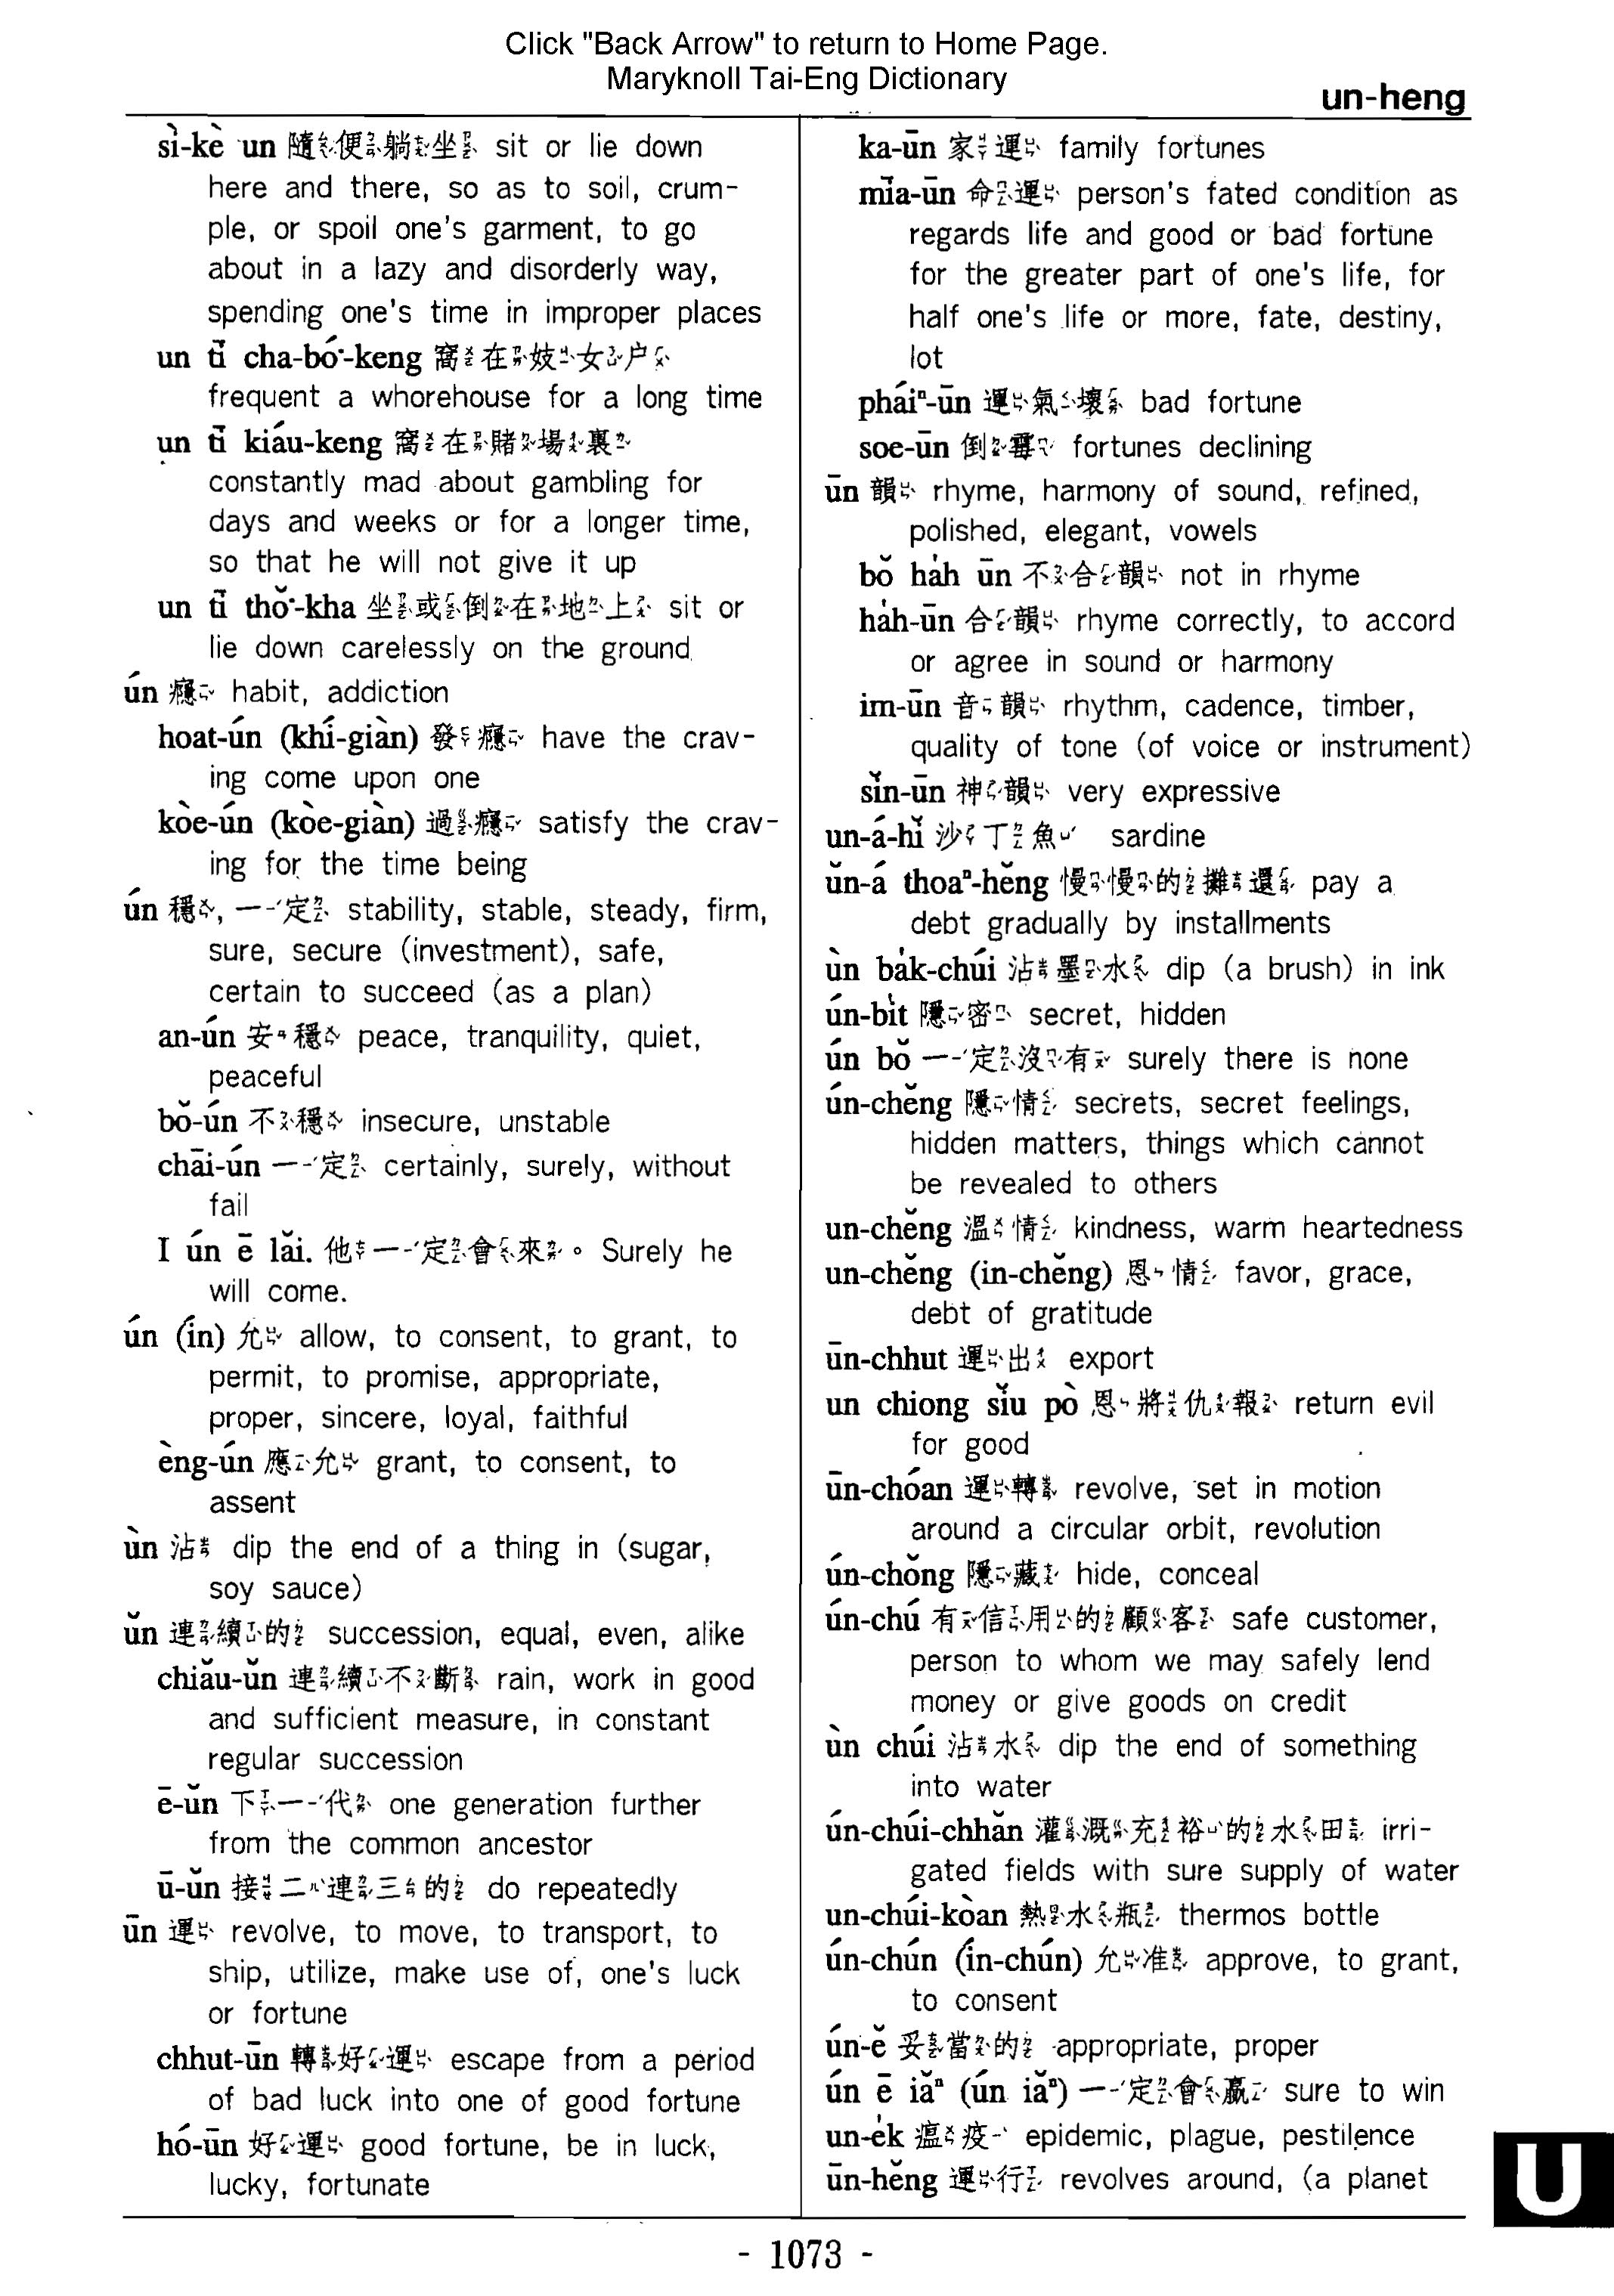 Click "Back Arrow" to return to Home Page.
Maryknoll Tai-Eng Dictionary
un-heng
sì-kè un 隨便躺坐 sit or lie down
here and there, so as to soil, crum-
ple, or spoil one's garment, to go
about in a lazy and disorderly way,
spending one's time in improper places
un tī cha-bó͘-keng 窩在妓女户
frequent a whorehouse for a long time
un tī kiáu-keng 窩在賭場裏
constantly mad about gambling for
days and weeks or for a longer time,
so that he will not give it up
un tī thŏ͘-kha 坐或倒在地上 sit or
lie down carelessly on the ground
ún 癮 habit, addiction
hoat-ún (khí-giàn) 發癮 have the crav-
ing come upon one
kòe-ún (kòe-giàn) 過癮 satisfy the crav-
ing for the time being
ún 穩, 一定 stability, stable, steady, firm,
sure, secure (investment), safe,
certain to succeed (as a plan)
an-ún 安穩 peace, tranquility, quiet,
peaceful
bŏ-ún 不穩 insecure, unstable
chāi-ún 一定 certainly, surely, without
fail
I ún ē lăi. 他一定會來。 Surely he
will come.
ún (ín) 允 allow, to consent, to grant, to
permit, to promise, appropriate,
proper, sincere, loyal, faithful
èng-ún 應允 grant, to consent, to
assent
ùn 沾 dip the end of a thing in (sugar,
soy sauce)
ŭn 連續的 succession, equal, even, alike
chiău-ŭn 連續不斷 rain, work in good
and sufficient measure, in constant
regular succession
ē-ŭn 下一代 one generation further
from the common ancestor
ū-ŭn 接二連三的 do repeatedly
ūn 運 revolve, to move, to transport, to
ship, utilize, make use of, one's luck
or fortune
chhut-ūn 轉好運 escape from a period
of bad luck into one of good fortune
hó-ūn 好運 good fortune, be in luck,
lucky, fortunate
ka-ūn 家運 family fortunes
mīa-ūn 命運 person's fated condition as
regards life and good or bad fortune
for the greater part of one's life, for
half one's life or more, fate, destiny,
lot
pháiⁿ-ūn 運氣壞 bad fortune
soe-ūn 倒霉 fortunes declining
ūn 韻 rhyme, harmony of sound, refined,
polished, elegant, vowels
bŏ ha̍h ūn 不合韻 not in rhyme
ha̍h-ūn 合韻 rhyme correctly, to accord
or agree in sound or harmony
im-ūn 音韻 rhythm, cadence, timber,
quality of tone (of voice or instrument)
sĭn-ūn 神韻 very expressive
un-á-hĭ 沙丁魚 sardine
ŭn-á thoaⁿ-hĕng 慢慢的攤還 pay a
debt gradually by installments
ùn ba̍k-chúi 沾墨水 dip (a brush) in ink
ún-bi̍t 隱密 secret, hidden
ún bŏ 一定沒有 surely there is none
ún-chĕng 隱情 secrets, secret feelings,
hidden matters, things which cannot
be revealed to others
un-chĕng 溫情 kindness, warm heartedness
un-chĕng (in-chĕng) 恩情 favor, grace,
debt of gratitude
ūn-chhut 運出 export
un chiong sĭu pò 恩將仇報 return evil
for good
ūn-chóan 運轉 revolve, set in motion
around a circular orbit, revolution
ún-chŏng 隱藏 hide, conceal
ún-chú 有信用的顧客 safe customer,
person to whom we may safely lend
money or give goods on credit
ùn chúi 沾水 dip the end of something
into water
ún-chúi-chhăn 灌溉充裕的水田 irri-
gated fields with sure supply of water
un-chúi-kòan 熱水瓶 thermos bottle
ún-chún (ín-chún) 允准 approve, to grant,
to consent
ún-ĕ 妥當的 appropriate, proper
ún ē iăⁿ (ún iăⁿ) 一定會贏 sure to win
un-e̍k 瘟疫 epidemic, plague, pestilence
ūn-hĕng 運行 revolves around, (a planet
U
- 1073 -